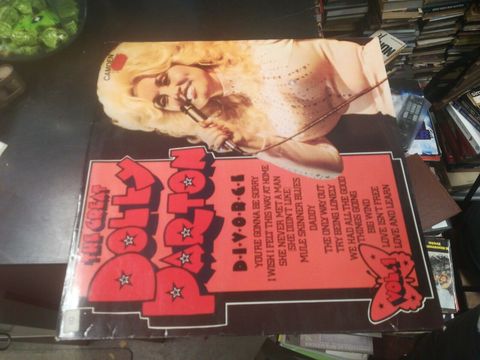 CAMDEN
THE GREAT
DOLLY
PARTON
D·I·V·O·R·C·E
YOU'RE GONNA BE SORRY
I WISH I FELT THIS WAY AT HOME
SHE NEVER MET A MAN
SHE DIDN'T LIKE
MULE SKINNER BLUES
DADDY
THE ONLY WAY OUT
TRY BEING LONELY
WE HAD ALL THE GOOD
THINGS GOING
BIG WIND
LOVE ISN'T FREE
LOVE AND LEARN
VOL.1